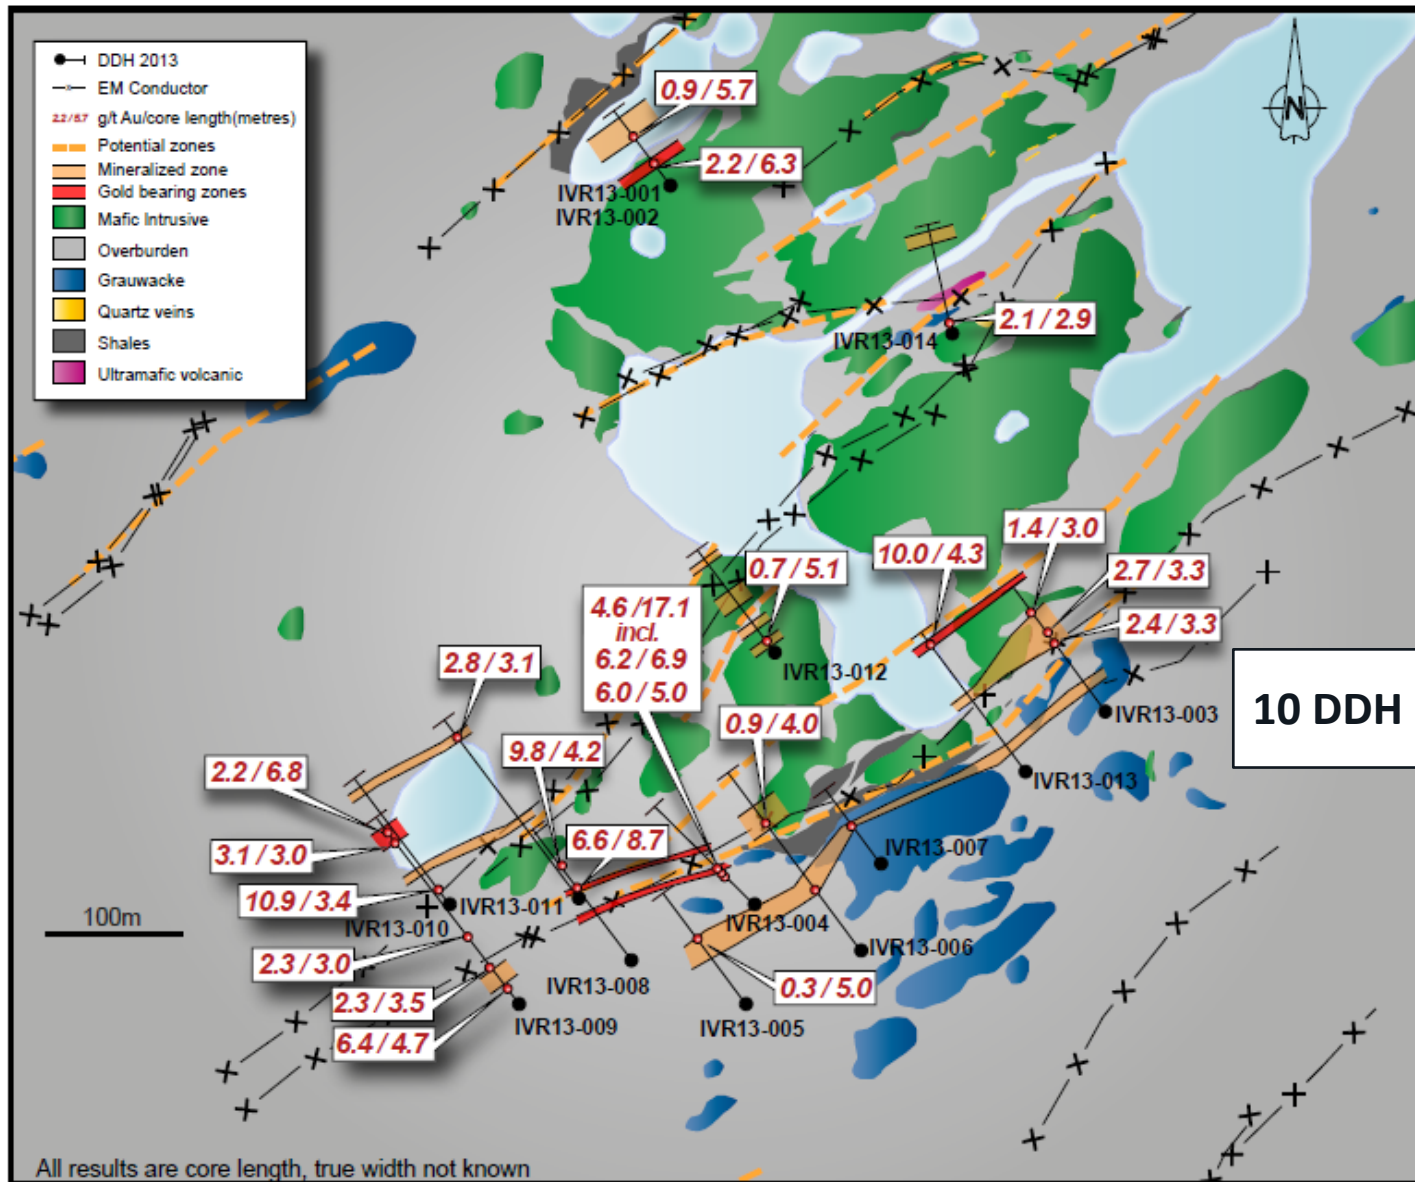 DDH 2013
EM Conductor
2.2 / 6.7 g/t Au/core length(metres)
Potential zones
Mineralized zone
Gold bearing zones
Mafic Intrusive
Overburden
Grauwacke
Quartz veins
Shales
Ultramafic volcanic
N
0.9 / 5.7
2.2 / 6.3
IVR13-001
IVR13-002
2.1 / 2.9
IVR13-014
1.4 / 3.0
10.0 / 4.3
2.7 / 3.3
0.7 / 5.1
2.4 / 3.3
4.6 /17.1
incl.
6.2 / 6.9
6.0 / 5.0
IVR13-012
2.8 / 3.1
10 DDH
IVR13-003
0.9 / 4.0
9.8 / 4.2
2.2 / 6.8
IVR13-013
6.6 / 8.7
3.1 / 3.0
IVR13-007
10.9 / 3.4
100m
IVR13-011
IVR13-004
IVR13-010
IVR13-006
2.3 / 3.0
IVR13-008
0.3 / 5.0
2.3 / 3.5
IVR13-009
IVR13-005
6.4 / 4.7
All results are core length, true width not known